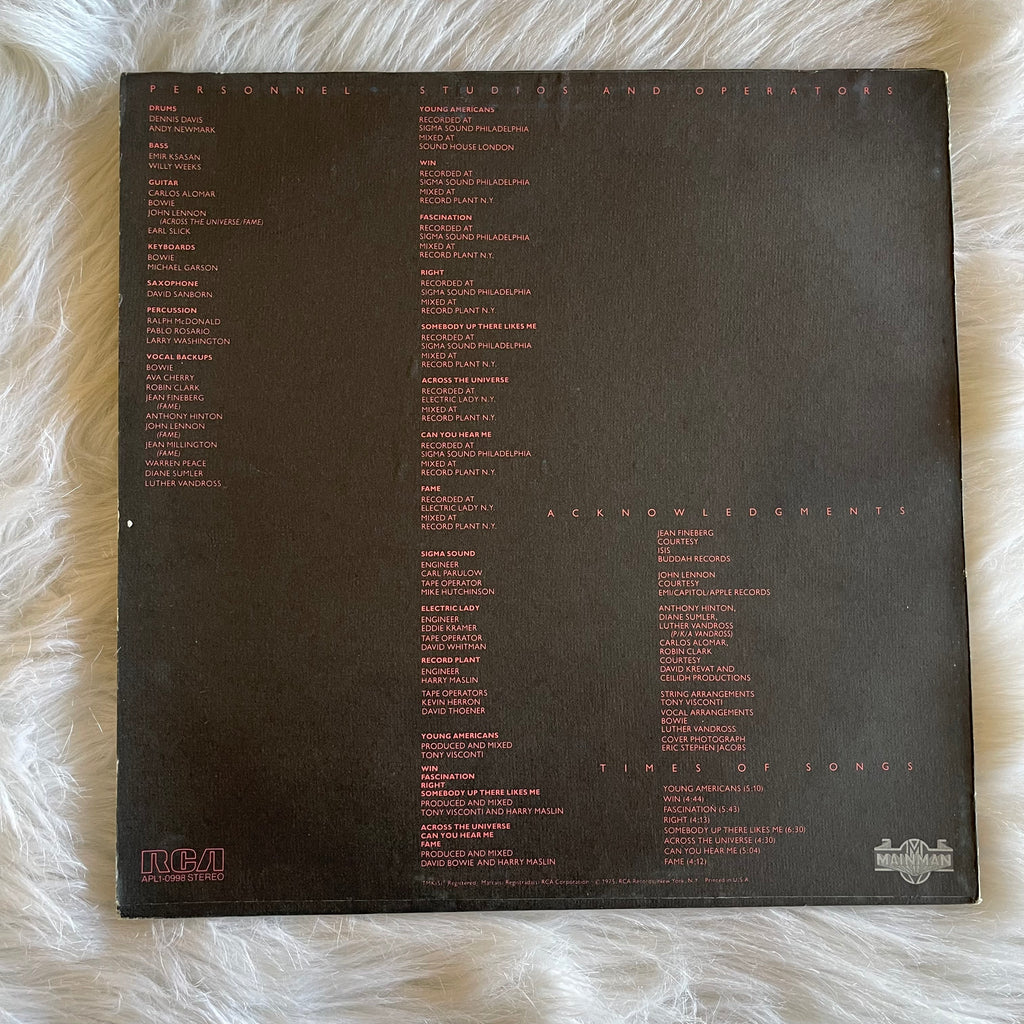 PERSONNEL · STUDIOS AND OPERATORS
DRUMS
DENNIS DAVIS
ANDY NEWMARK
BASS
EMIR KSASAN
WILLY WEEKS
GUITAR
CARLOS ALOMAR
BOWIE
JOHN LENNON
(ACROSS THE UNIVERSE/FAME)
EARL SLICK
KEYBOARDS
BOWIE
MICHAEL GARSON
SAXOPHONE
DAVID SANBORN
PERCUSSION
RALPH McDONALD
PABLO ROSARIO
LARRY WASHINGTON
VOCAL BACKUPS
BOWIE
AVA CHERRY
ROBIN CLARK
JEAN FINEBERG
(FAME)
ANTHONY HINTON
JOHN LENNON
(FAME)
JEAN MILLINGTON
(FAME)
WARREN PEACE
DIANE SUMLER
LUTHER VANDROSS
YOUNG AMERICANS
RECORDED AT
SIGMA SOUND PHILADELPHIA
MIXED AT
SOUND HOUSE LONDON
WIN
RECORDED AT
SIGMA SOUND PHILADELPHIA
MIXED AT
RECORD PLANT N.Y.
FASCINATION
RECORDED AT
SIGMA SOUND PHILADELPHIA
MIXED AT
RECORD PLANT N.Y.
RIGHT
RECORDED AT
SIGMA SOUND PHILADELPHIA
MIXED AT
RECORD PLANT N.Y.
SOMEBODY UP THERE LIKES ME
RECORDED AT
SIGMA SOUND PHILADELPHIA
MIXED AT
RECORD PLANT N.Y.
ACROSS THE UNIVERSE
RECORDED AT
ELECTRIC LADY N.Y.
MIXED AT
RECORD PLANT N.Y.
CAN YOU HEAR ME
RECORDED AT
SIGMA SOUND PHILADELPHIA
MIXED AT
RECORD PLANT N.Y.
FAME
RECORDED AT
ELECTRIC LADY N.Y.
MIXED AT
RECORD PLANT N.Y.
SIGMA SOUND
ENGINEER
CARL PARULOW
TAPE OPERATOR
MIKE HUTCHINSON
ELECTRIC LADY
ENGINEER
EDDIE KRAMER
TAPE OPERATOR
DAVID WHITMAN
RECORD PLANT
ENGINEER
HARRY MASLIN
TAPE OPERATORS
KEVIN HERRON
DAVID THOENER
YOUNG AMERICANS
PRODUCED AND MIXED
TONY VISCONTI
WIN
FASCINATION
RIGHT
SOMEBODY UP THERE LIKES ME
PRODUCED AND MIXED
TONY VISCONTI AND HARRY MASLIN
ACROSS THE UNIVERSE
CAN YOU HEAR ME
FAME
PRODUCED AND MIXED
DAVID BOWIE AND HARRY MASLIN
ACKNOWLEDGMENTS
JEAN FINEBERG
COURTESY
ISIS
BUDDAH RECORDS
JOHN LENNON
COURTESY
EMI/CAPITOL/APPLE RECORDS
ANTHONY HINTON,
DIANE SUMLER,
LUTHER VANDROSS
(P/K/A VANDROSS)
CARLOS ALOMAR,
ROBIN CLARK
COURTESY
DAVID KREVAT AND
CEILIDH PRODUCTIONS
STRING ARRANGEMENTS
TONY VISCONTI
VOCAL ARRANGEMENTS
BOWIE
LUTHER VANDROSS
COVER PHOTOGRAPH
ERIC STEPHEN JACOBS
TIMES OF SONGS
YOUNG AMERICANS (5:10)
WIN (4:44)
FASCINATION (5:43)
RIGHT (4:13)
SOMEBODY UP THERE LIKES ME (6:30)
ACROSS THE UNIVERSE (4:30)
CAN YOU HEAR ME (5:04)
FAME (4:12)
RCA
APL1-0998 STEREO
TMK(S)® Registered. Marca(s) Registrada(s) RCA Corporation · © 1975, RCA Records, New York, N.Y. Printed in U.S.A.
MAINMAN